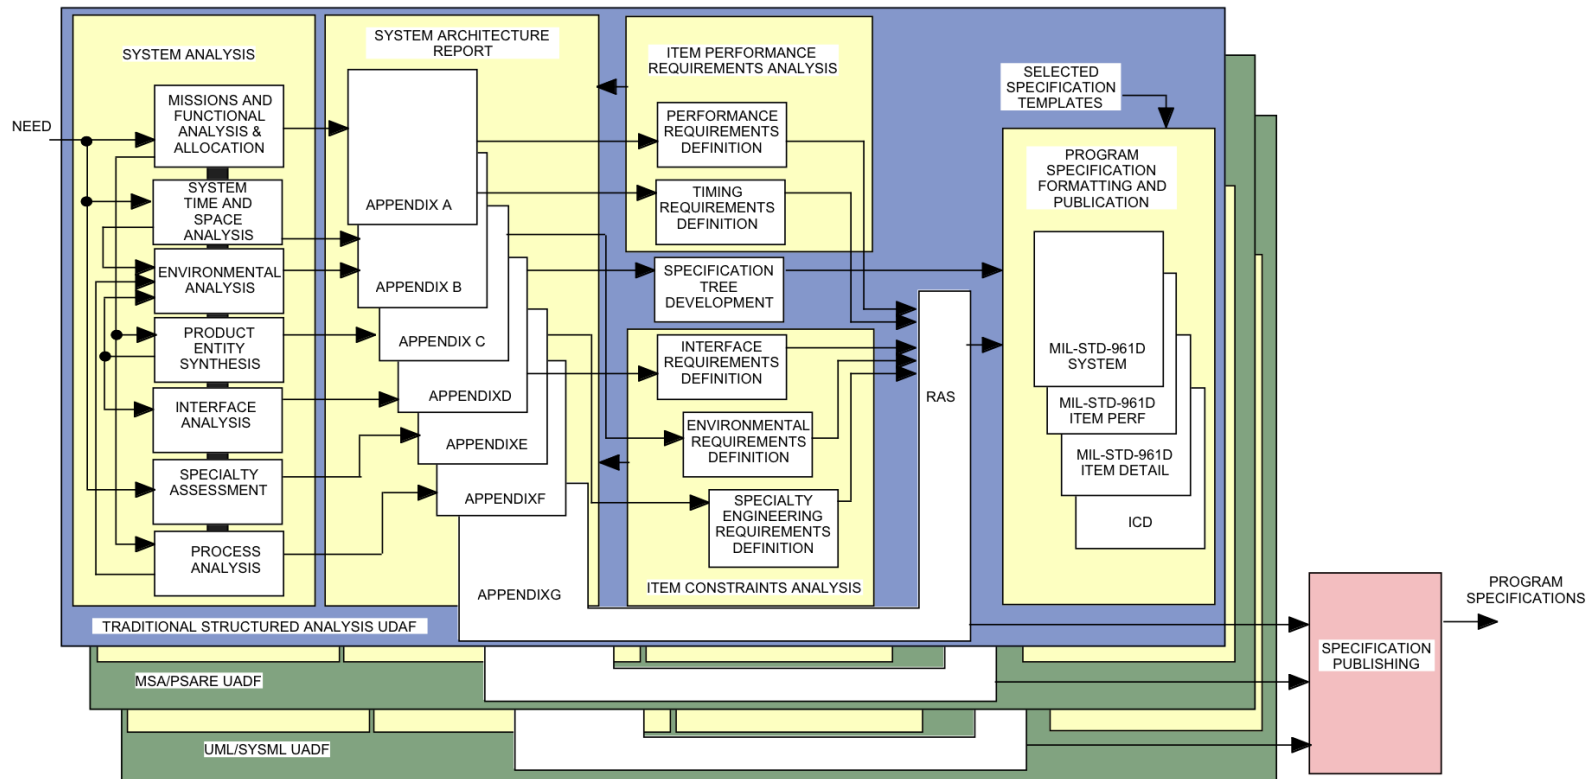 NEED
SYSTEM ANALYSIS
MISSIONS AND
FUNCTIONAL
ANALYSIS &
ALLOCATION
SYSTEM
TIME AND
SPACE
ANALYSIS
ENVIRONMENTAL
ANALYSIS
PRODUCT
ENTITY
SYNTHESIS
INTERFACE
ANALYSIS
SPECIALTY
ASSESSMENT
PROCESS
ANALYSIS
SYSTEM ARCHITECTURE
REPORT
APPENDIX A
APPENDIX B
APPENDIX C
APPENDIXD
APPENDIXE
APPENDIXF
APPENDIXG
ITEM PERFORMANCE
REQUIREMENTS ANALYSIS
PERFORMANCE
REQUIREMENTS
DEFINITION
TIMING
REQUIREMENTS
DEFINITION
SPECIFICATION
TREE
DEVELOPMENT
INTERFACE
REQUIREMENTS
DEFINITION
ENVIRONMENTAL
REQUIREMENTS
DEFINITION
SPECIALTY
ENGINEERING
REQUIREMENTS
DEFINITION
ITEM CONSTRAINTS ANALYSIS
RAS
SELECTED
SPECIFICATION
TEMPLATES
PROGRAM
SPECIFICATION
FORMATTING AND
PUBLICATION
MIL-STD-961D
SYSTEM
MIL-STD-961D
ITEM PERF
MIL-STD-961D
ITEM DETAIL
ICD
TRADITIONAL STRUCTURED ANALYSIS UDAF
MSA/PSARE UADF
UML/SYSML UADF
SPECIFICATION
PUBLISHING
PROGRAM
SPECIFICATIONS